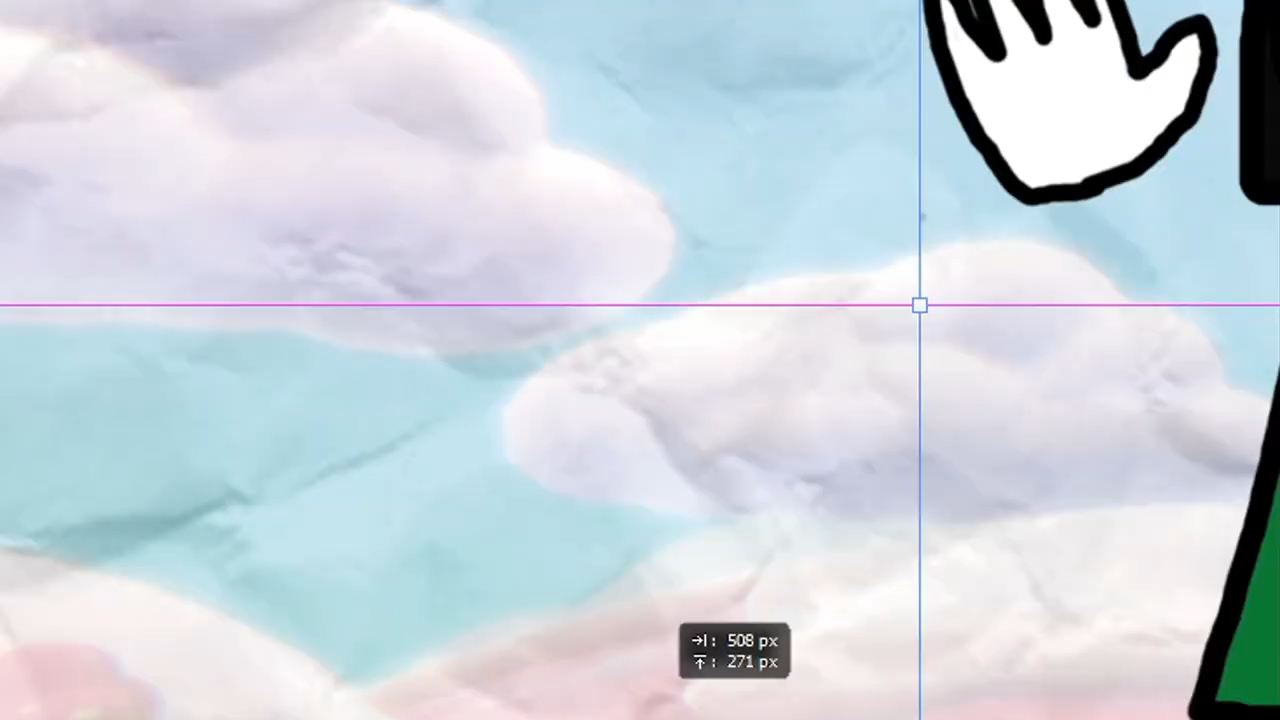 →I : 508 px
↑ : 271 px